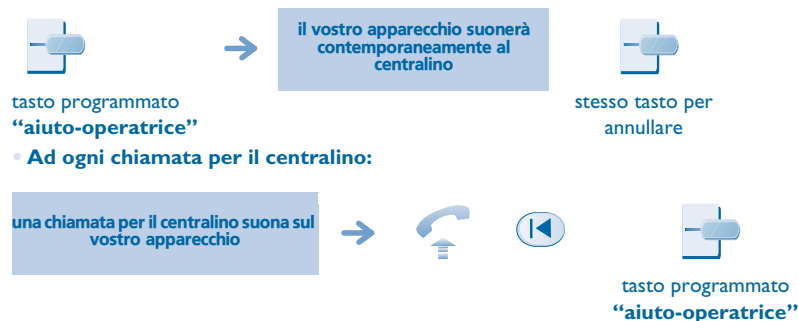 il vostro apparecchio suonerà
contemporaneamente al
centralino
tasto programmato
“aiuto-operatrice”
stesso tasto per
annullare
• Ad ogni chiamata per il centralino:
una chiamata per il centralino suona sul
vostro apparecchio
tasto programmato
“aiuto-operatrice”